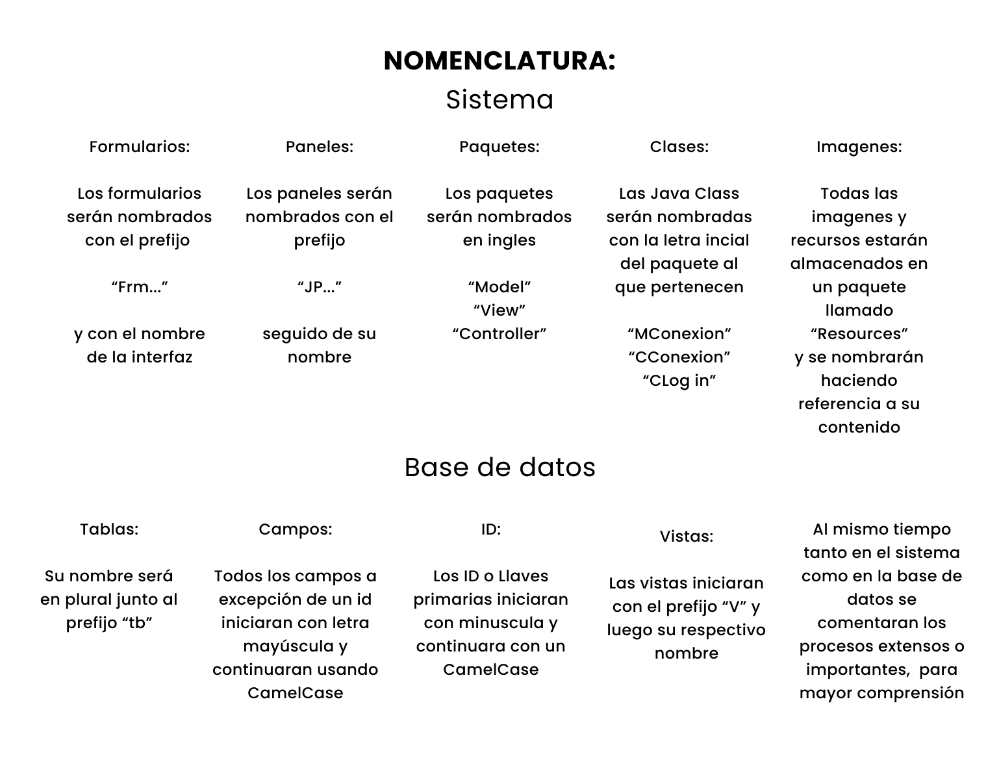 NOMENCLATURA:
Sistema
Formularios:
Los formularios
serán nombrados
con el prefijo
“Frm...”
y con el nombre
de la interfaz
Paneles:
Los paneles serán
nombrados con el
prefijo
“JP...”
seguido de su
nombre
Paquetes:
Los paquetes
serán nombrados
en ingles
“Model”
“View”
“Controller”
Clases:
Las Java Class
serán nombradas
con la letra incial
del paquete al
que pertenecen
“MConexion”
“CConexion”
“CLog in”
Imagenes:
Todas las
imagenes y
recursos estarán
almacenados en
un paquete
llamado
“Resources”
y se nombrarán
haciendo
referencia a su
contenido
Base de datos
Tablas:
Su nombre será
en plural junto al
prefijo “tb”
Campos:
Todos los campos a
excepción de un id
iniciaran con letra
mayúscula y
continuaran usando
CamelCase
ID:
Los ID o Llaves
primarias iniciaran
con minuscula y
continuara con un
CamelCase
Vistas:
Las vistas iniciaran
con el prefijo “V” y
luego su respectivo
nombre
Al mismo tiempo
tanto en el sistema
como en la base de
datos se
comentaran los
procesos extensos o
importantes,  para
mayor comprensión